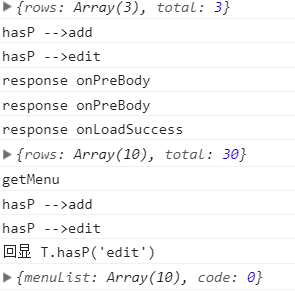 ▶ {rows: Array(3), total: 3}
hasP -->add
hasP -->edit
response onPreBody
response onPreBody
response onLoadSuccess
▶ {rows: Array(10), total: 30}
getMenu
hasP -->add
hasP -->edit
回显 T.hasP('edit')
▶ {menuList: Array(10), code: 0}